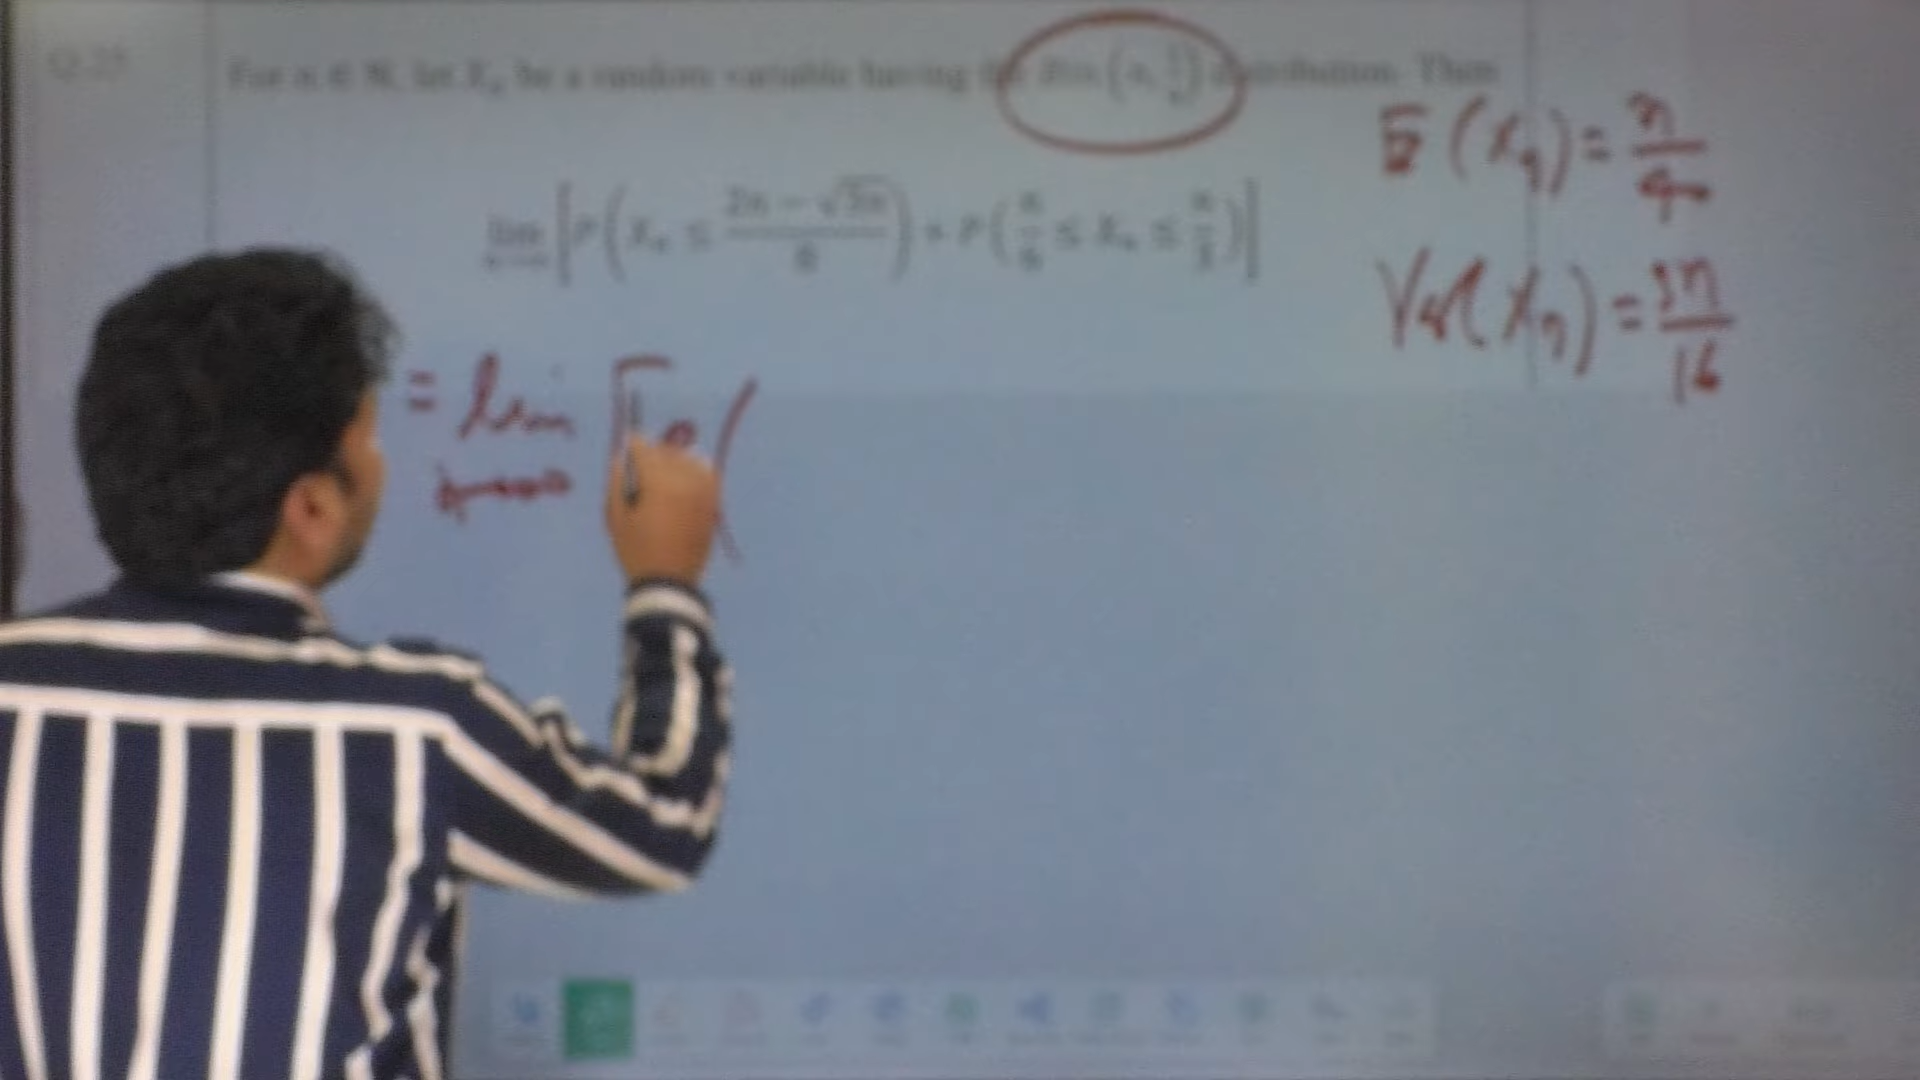 Q.25
For n ∈ ℕ, let Xₙ be a random variable having the Bin (n, 1/4) distribution. Then
lim n→∞ [P(Xₙ ≤ (2n − √3n)/8) + P(n/6 ≤ Xₙ ≤ n/3)]
E(Xₙ) = n/4
Var(Xₙ) = 3n/16
= lim n→∞ [P(